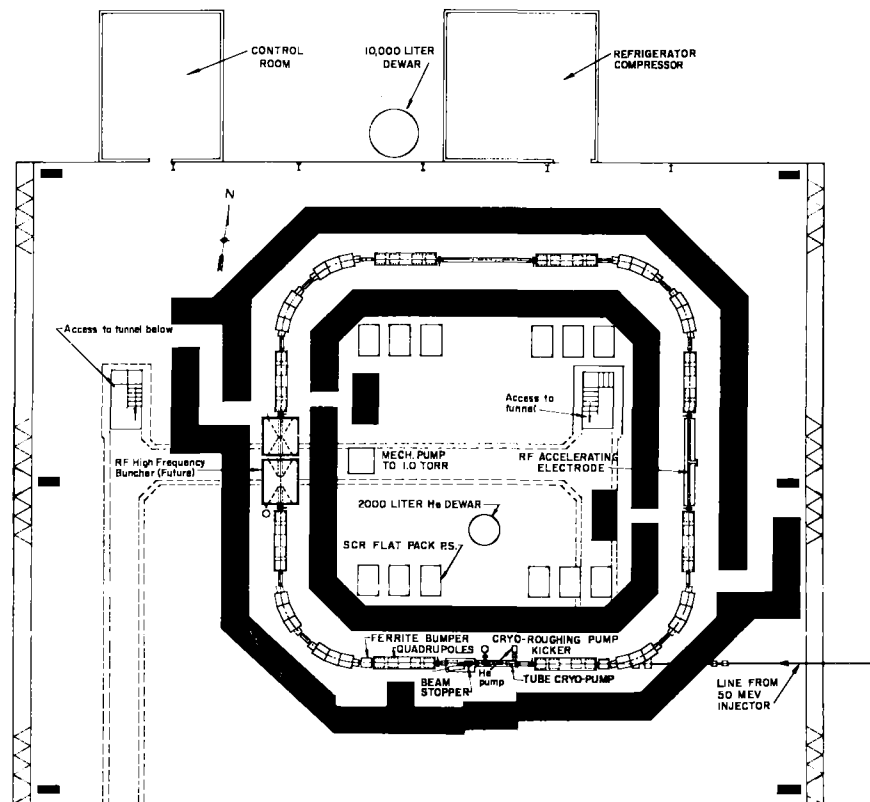 CONTROL
ROOM
10,000 LITER
DEWAR
REFRIGERATOR
COMPRESSOR
N
Access to tunnel below
Access to
tunnel
MECH. PUMP
TO 1.0 TORR
RF ACCELERATING
ELECTRODE
RF High Frequency
Buncher (Future)
2000 LITER He DEWAR
SCR FLAT PACK P.S.
FERRITE BUMPER
QUADRUPOLES
CRYO-ROUGHING PUMP
KICKER
BEAM
STOPPER
He
pump
TUBE CRYO-PUMP
LINE FROM
50 MEV
INJECTOR